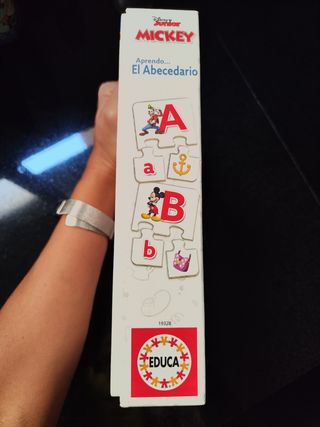 Disney
Junior
MICKEY
Aprendo...
El Abecedario
A
a
B
b
19328
EDUCA